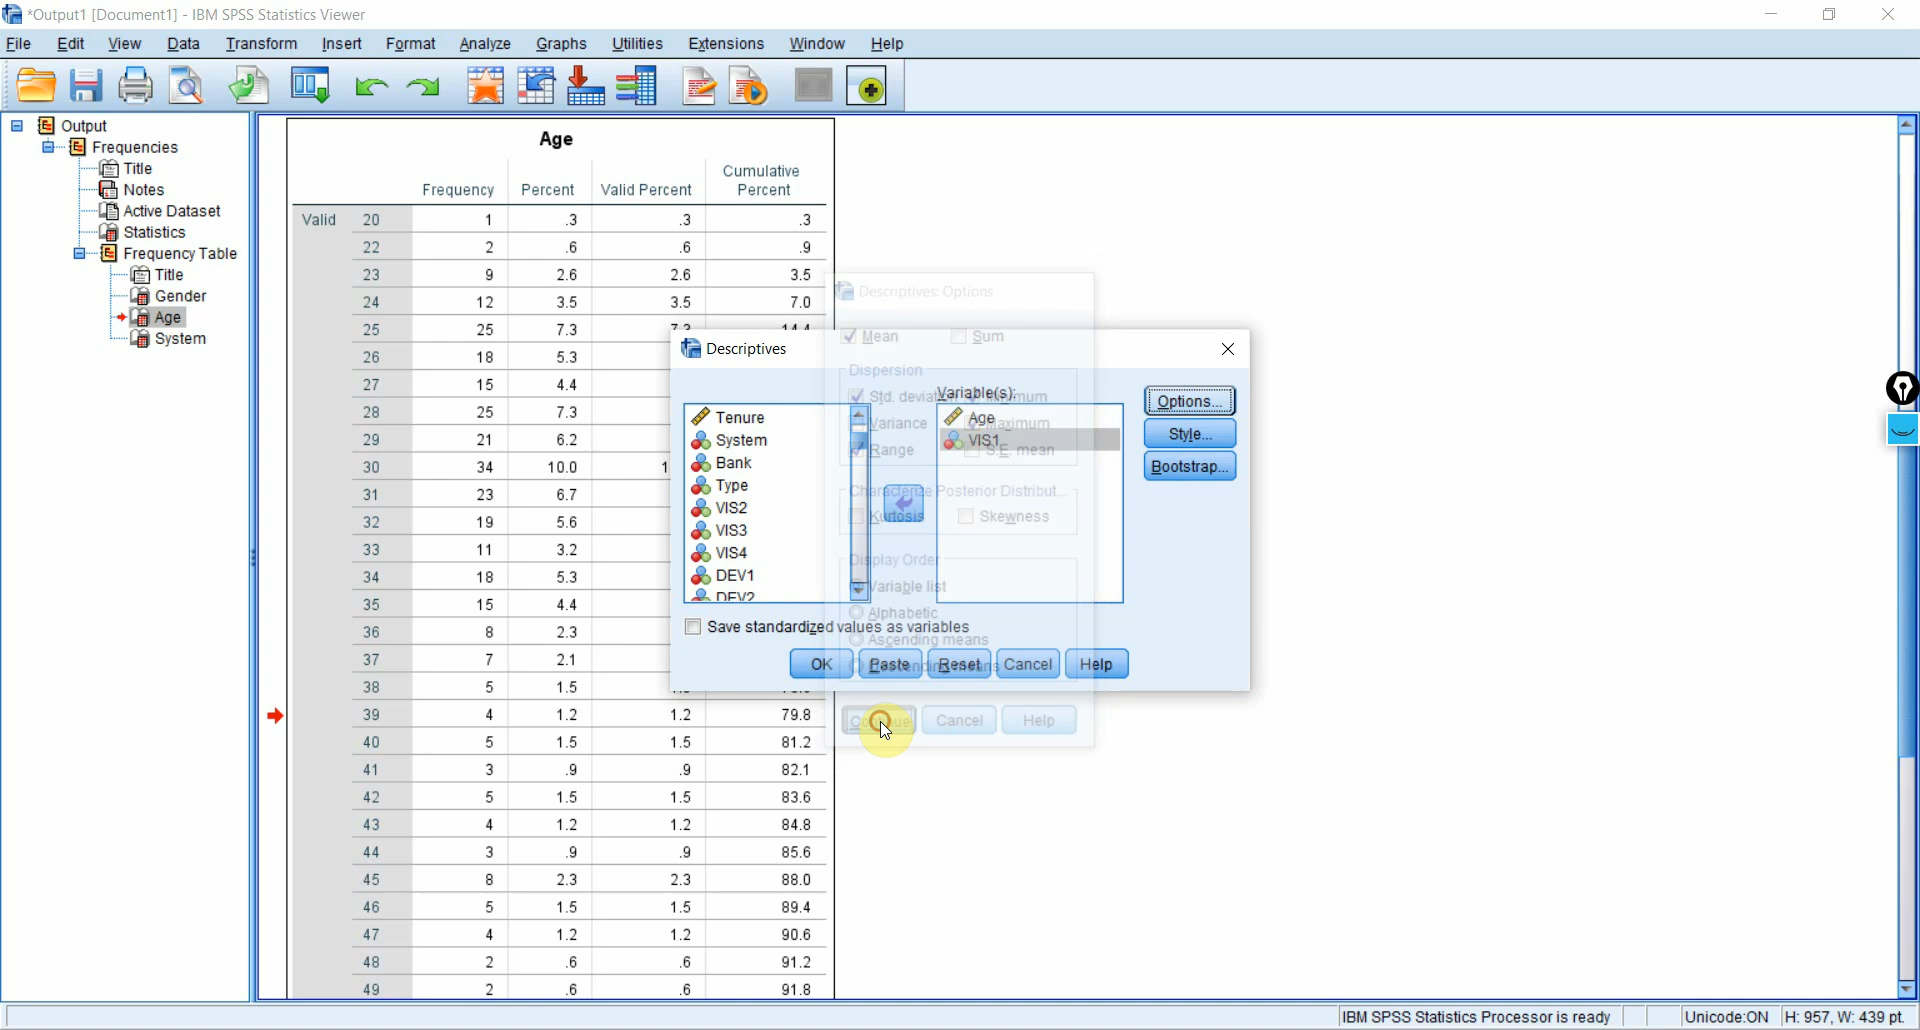 *Output1 [Document1] - IBM SPSS Statistics Viewer
File Edit View Data Transform Insert Format Analyze Graphs Utilities Extensions Window Help
Output
Frequencies
Title
Notes
Active Dataset
Statistics
Frequency Table
Title
Gender
Age
System
Age
Frequency Percent Valid Percent Cumulative Percent
Valid 20 1 .3 .3 .3
22 2 .6 .6 .9
23 9 2.6 2.6 3.5
24 12 3.5 3.5 7.0
25 25 7.3
26 18 5.3
27 15 4.4
28 25 7.3
29 21 6.2
30 34 10.0
31 23 6.7
32 19 5.6
33 11 3.2
34 18 5.3
35 15 4.4
36 8 2.3
37 7 2.1
38 5 1.5
39 4 1.2 1.2 79.8
40 5 1.5 1.5 81.2
41 3 .9 .9 82.1
42 5 1.5 1.5 83.6
43 4 1.2 1.2 84.8
44 3 .9 .9 85.6
45 8 2.3 2.3 88.0
46 5 1.5 1.5 89.4
47 4 1.2 1.2 90.6
48 2 .6 .6 91.2
49 2 .6 .6 91.8
Descriptives
Tenure
System
Bank
Type
VIS2
VIS3
VIS4
DEV1
DEV2
Variable(s):
Age
VIS1
Options...
Style...
Bootstrap...
Save standardized values as variables
OK Paste Reset Cancel Help
Descriptives: Options
Mean Sum
Dispersion
Std.
Variance
Range S.E. mean
Characterize Posterior Distribut...
Kurtosis Skewness
Display Order
Variable list
Alphabetic
Ascending means
Cancel Help
IBM SPSS Statistics Processor is ready Unicode:ON H: 957, W: 439 pt.